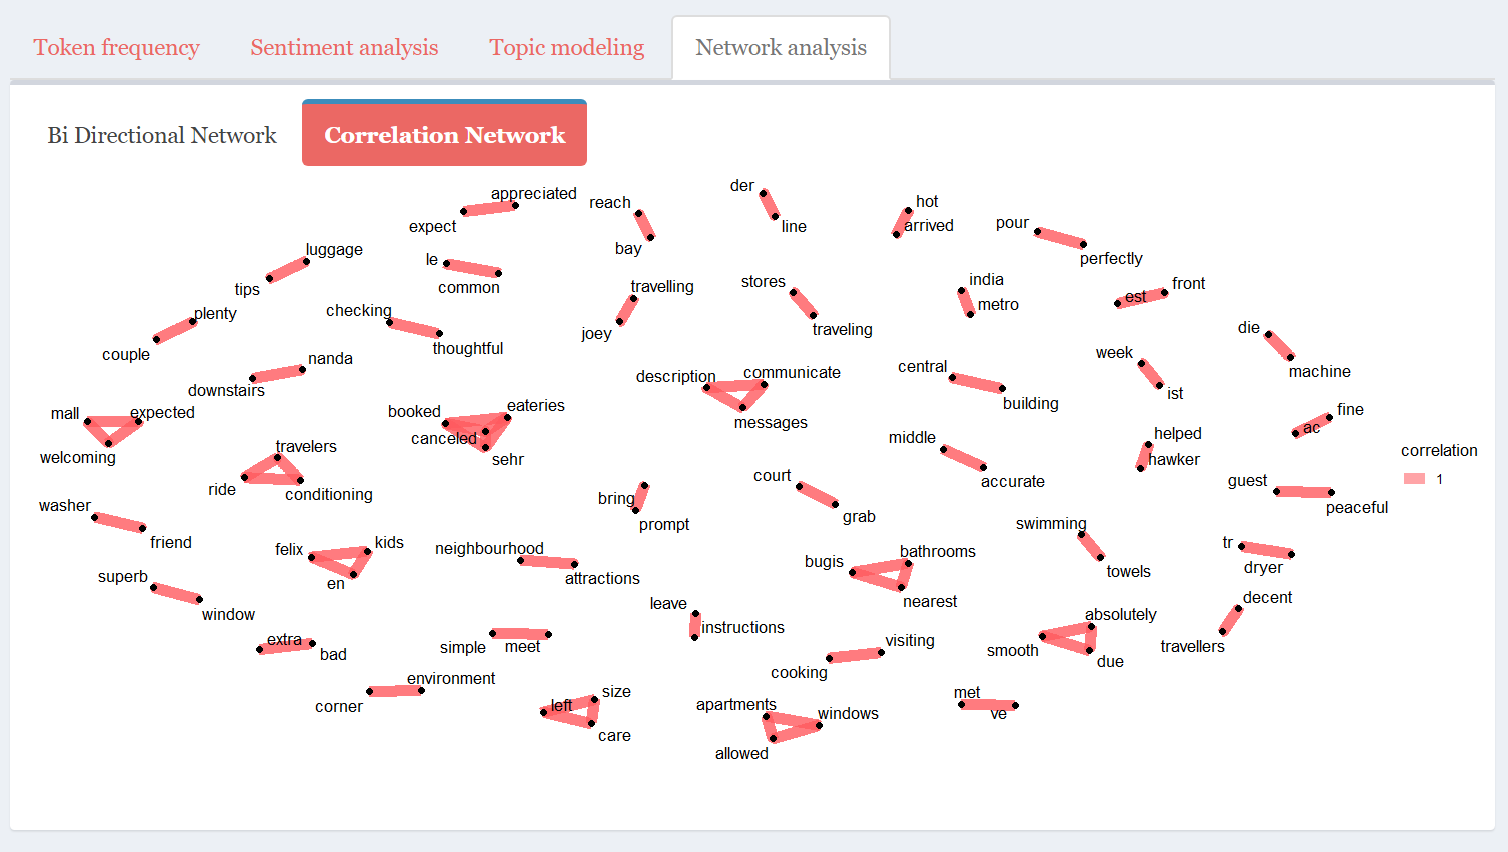 Token frequency
Sentiment analysis
Topic modeling
Network analysis
Bi Directional Network
Correlation Network
appreciated
expect
reach
bay
der
line
hot
arrived
pour
perfectly
luggage
tips
le
common
travelling
joey
stores
traveling
india
metro
est
front
plenty
couple
checking
thoughtful
die
machine
nanda
downstairs
description
communicate
messages
central
building
week
ist
mall
expected
welcoming
booked
eateries
canceled
sehr
middle
accurate
helped
hawker
fine
ac
correlation
1
travelers
ride
conditioning
court
grab
guest
peaceful
washer
friend
bring
prompt
swimming
towels
felix
kids
en
neighbourhood
attractions
bugis
bathrooms
nearest
tr
dryer
superb
window
leave
instructions
absolutely
smooth
due
decent
travellers
extra
bad
simple
meet
visiting
cooking
environment
corner
size
left
care
apartments
windows
allowed
met
ve